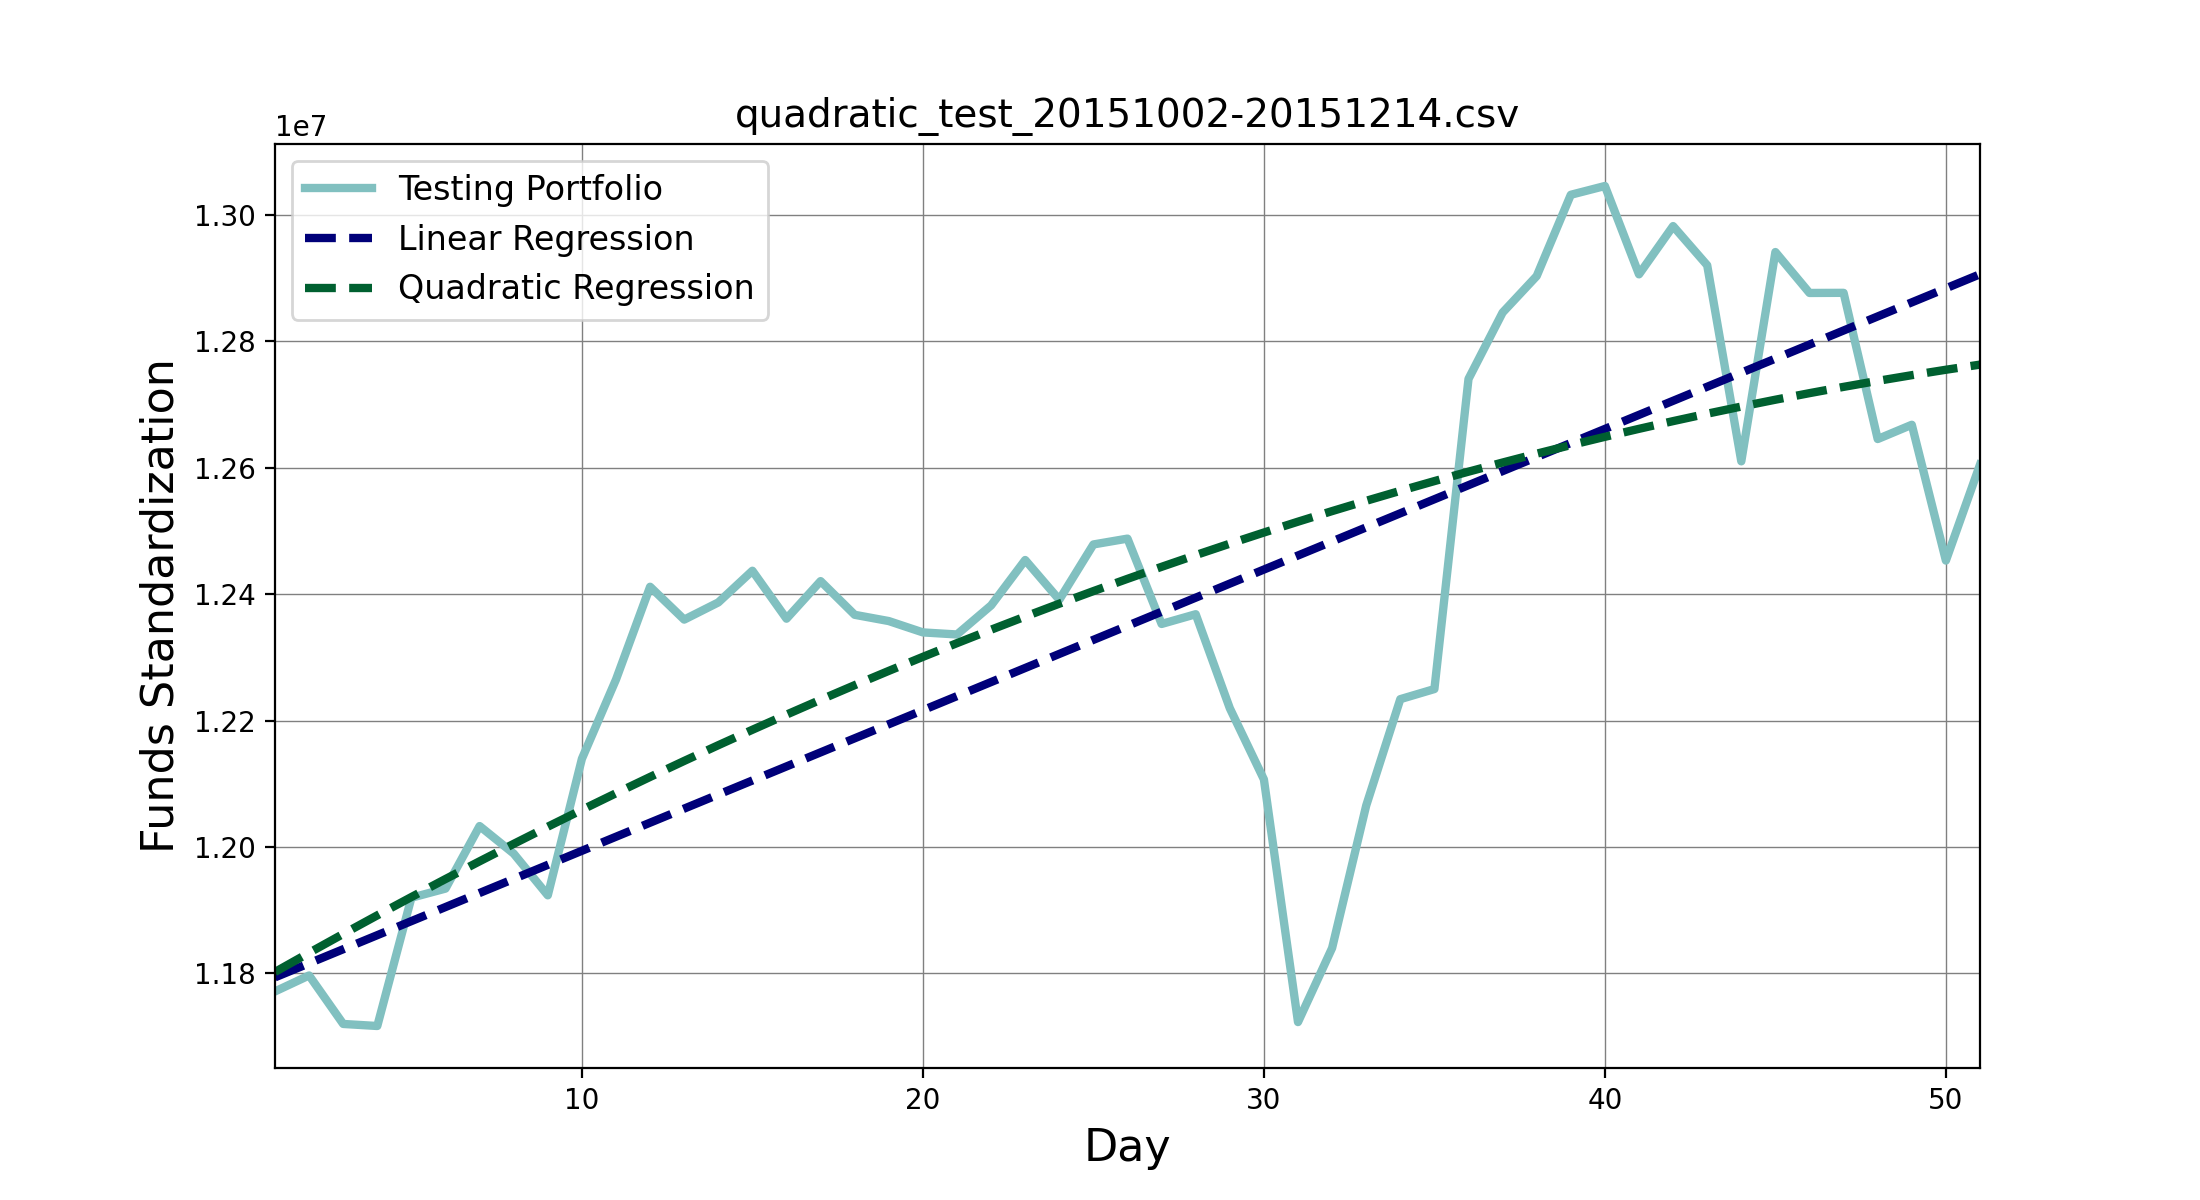 quadratic_test_20151002-20151214.csv
1e7
Testing Portfolio
Linear Regression
Quadratic Regression
1.30
1.28
1.26
1.24
1.22
1.20
1.18
Funds Standardization
10 20 30 40 50
Day